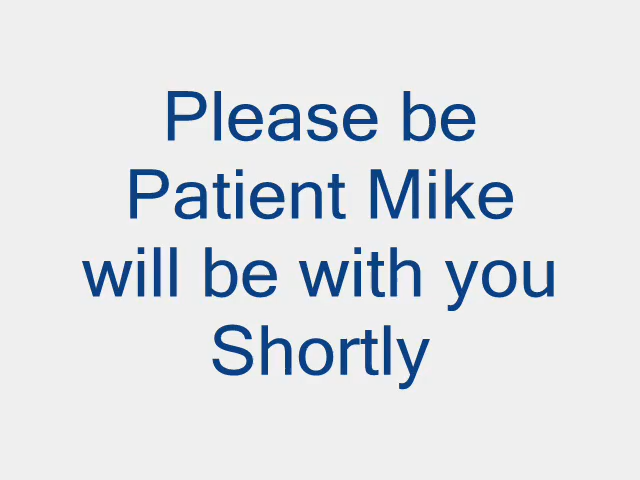 Please be
Patient Mike
will be with you
Shortly